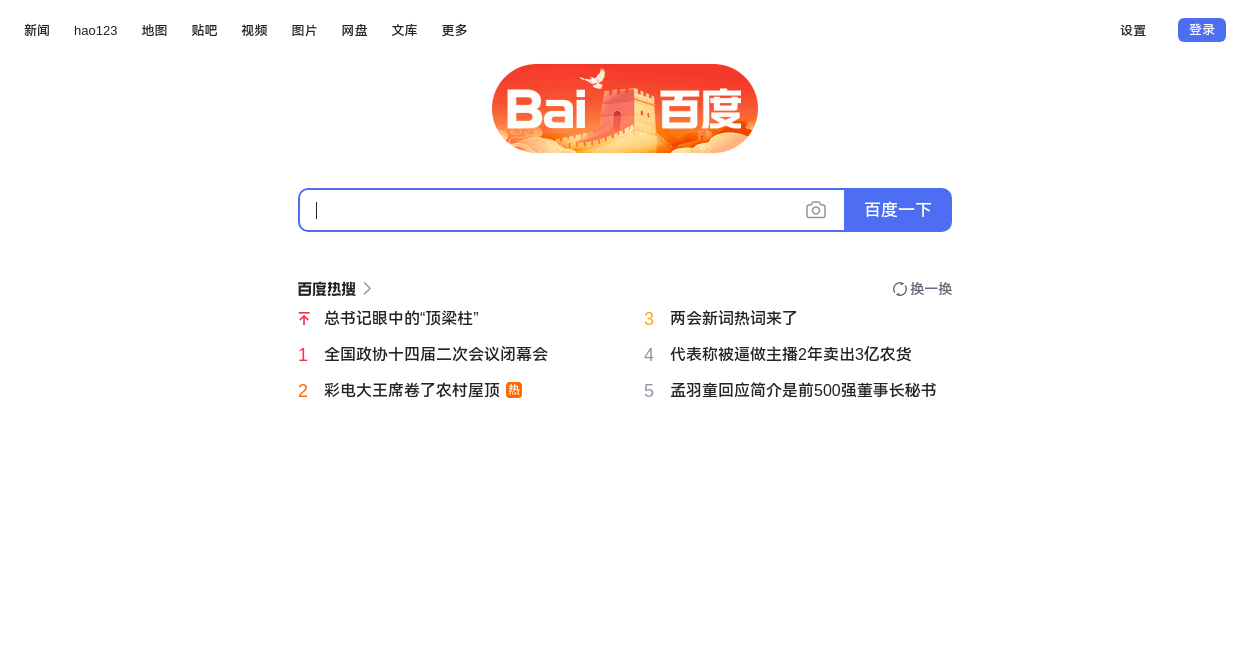 新闻 hao123 地图 贴吧 视频 图片 网盘 文库 更多 设置 登录
Bai 百度
百度一下
百度热搜 换一换
总书记眼中的“顶梁柱”
1 全国政协十四届二次会议闭幕会
2 彩电大王席卷了农村屋顶 热
3 两会新词热词来了
4 代表称被逼做主播2年卖出3亿农货
5 孟羽童回应简介是前500强董事长秘书